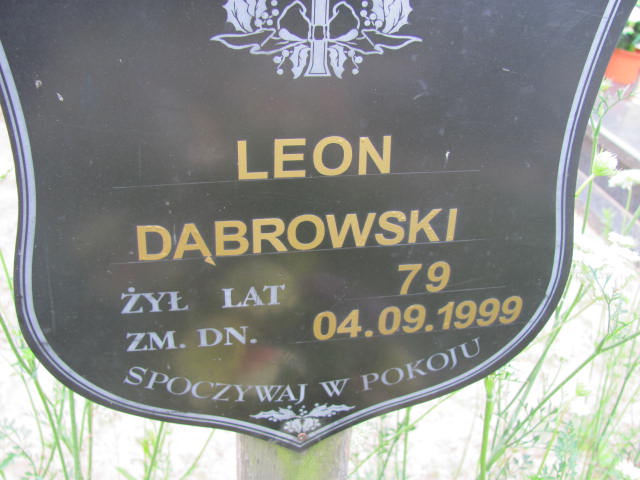 LEON
DĄBROWSKI
ŻYŁ LAT 79
ZM. DN. 04.09.1999
SPOCZYWAJ W POKOJU